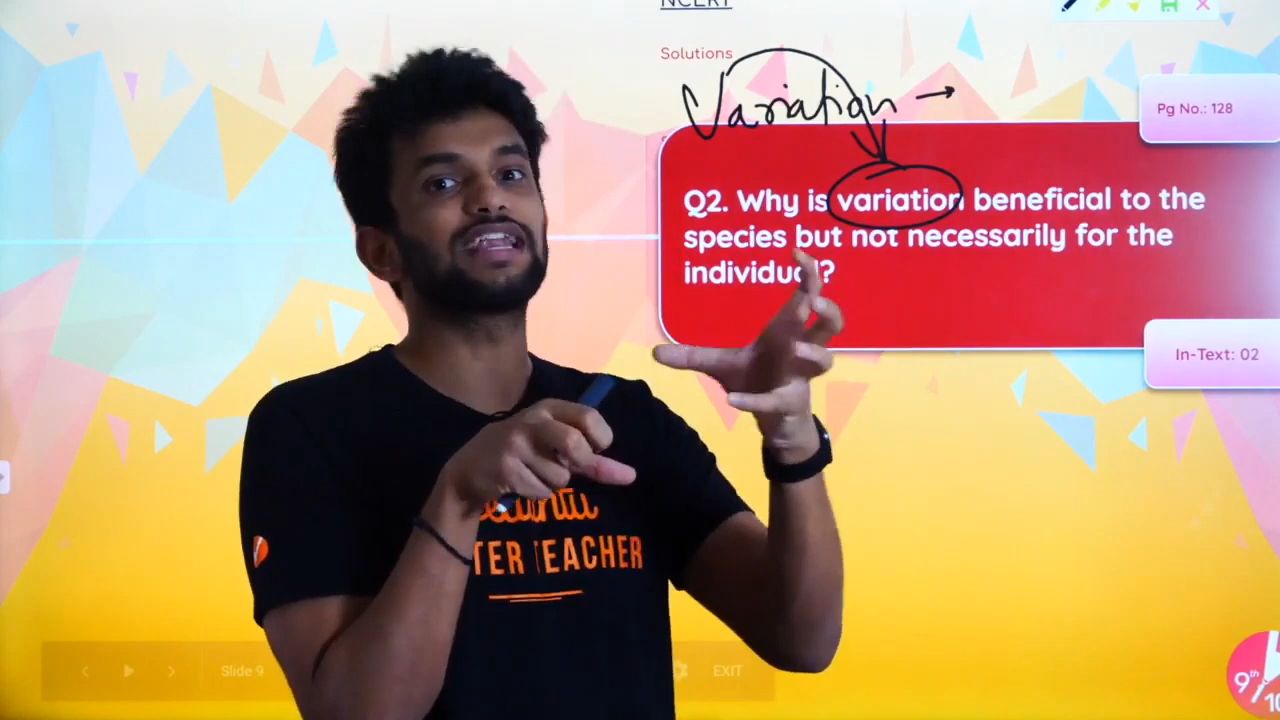 NCERT
Solutions
Variation →
Pg No.: 128
Q2. Why is variation beneficial to the
species but not necessarily for the
individual?
In-Text: 02
TEACHER
Slide 9
EXIT
9th